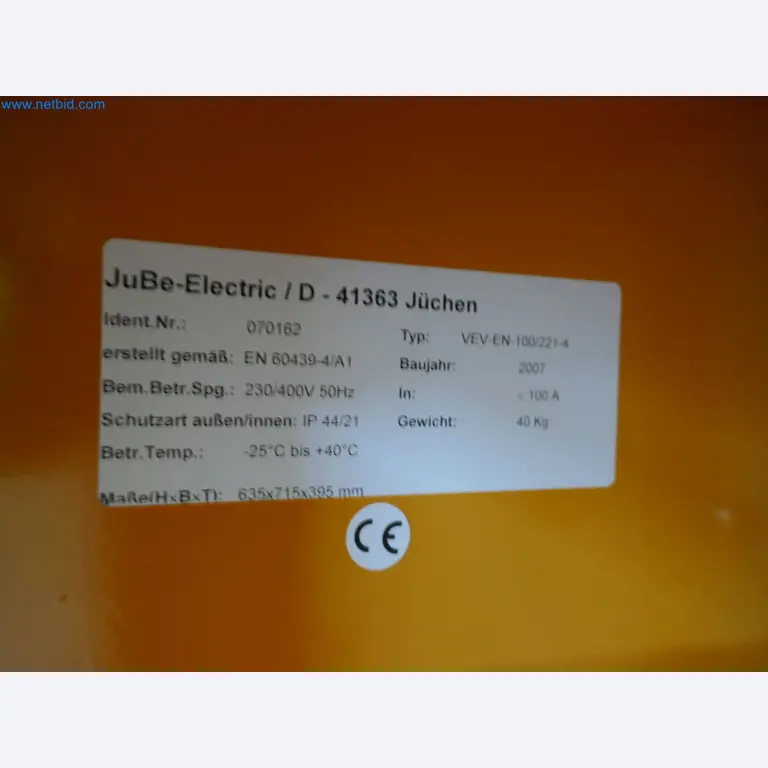 www.netbid.com
JuBe-Electric / D - 41363 Jüchen
Ident.Nr.: 070162
Typ: VEV-EN-100/221-4
erstellt gemäß: EN 60439-4/A1
Baujahr: 2007
Bem.Betr.Spg.: 230/400V 50Hz
In: 100 A
Schutzart außen/innen: IP 44/21
Gewicht: 40 Kg
Betr.Temp.: -25°C bis +40°C
Maße(HxBxT): 635x715x395 mm
CE